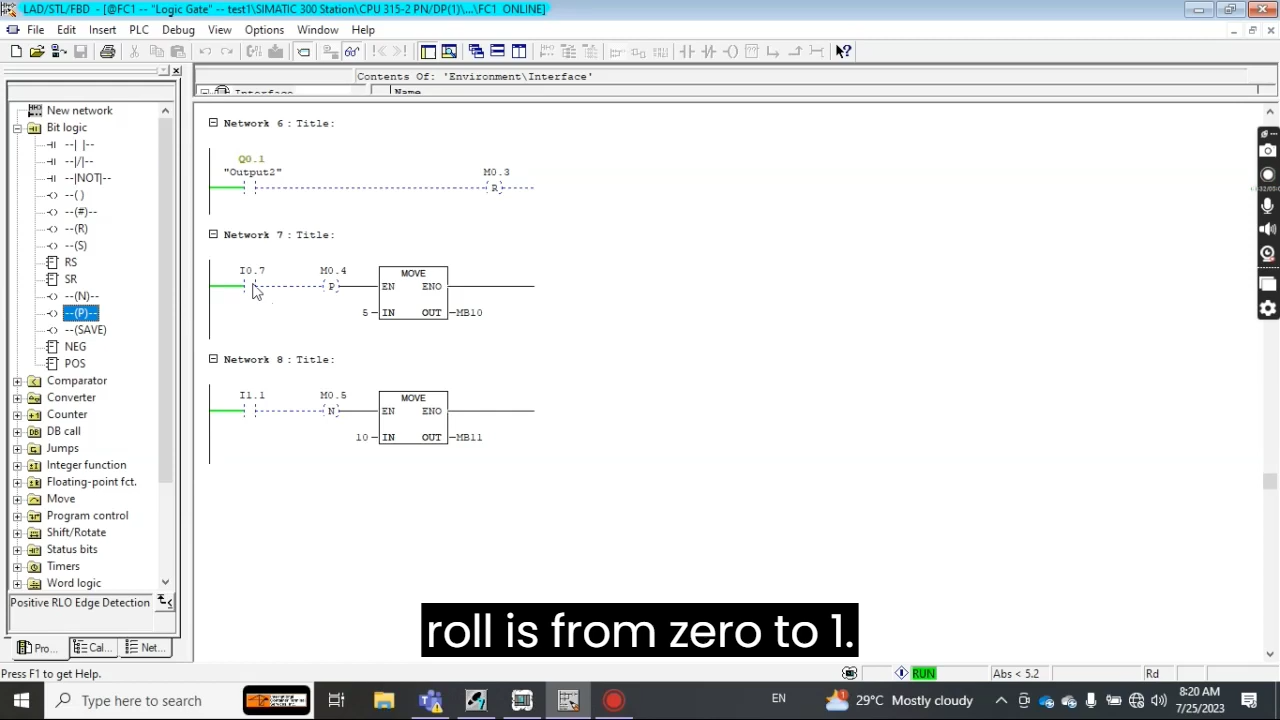 LAD/STL/FBD - [@FC1 -- "Logic Gate" -- test1\SIMATIC 300 Station\CPU 315-2 PN/DP(1)\...\FC1 ONLINE]
File Edit Insert PLC Debug View Options Window Help
Contents Of: 'Environment\Interface'
Interface Name
New network
Bit logic
--| |--
--|/|--
--|NOT|--
--( )
--(#)--
--(R)
--(S)
RS
SR
--(N)--
--(P)--
--(SAVE)
NEG
POS
Comparator
Converter
Counter
DB call
Jumps
Integer function
Floating-point fct.
Move
Program control
Shift/Rotate
Status bits
Timers
Word logic
Positive RLO Edge Detection
Pro... Cal... Net...
Network 6 : Title:
Q0.1
"Output2" M0.3
R
Network 7 : Title:
I0.7 M0.4 MOVE
P EN ENO
5 IN OUT MB10
Network 8 : Title:
I1.1 M0.5 MOVE
N EN ENO
10 IN OUT MB11
roll is from zero to 1.
Press F1 to get Help. RUN Abs < 5.2 Rd
Type here to search EN 1 29°C Mostly cloudy 8:20 AM
7/25/2023